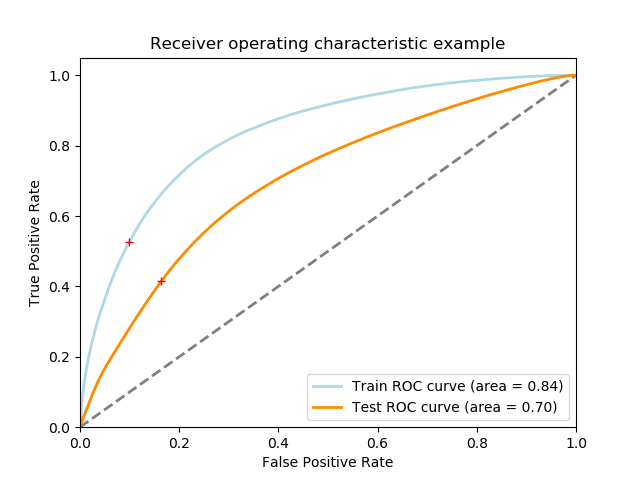 Receiver operating characteristic example
True Positive Rate
1.0
0.8
0.6
0.4
0.2
0.0
Train ROC curve (area = 0.84)
Test ROC curve (area = 0.70)
0.0 0.2 0.4 0.6 0.8 1.0
False Positive Rate